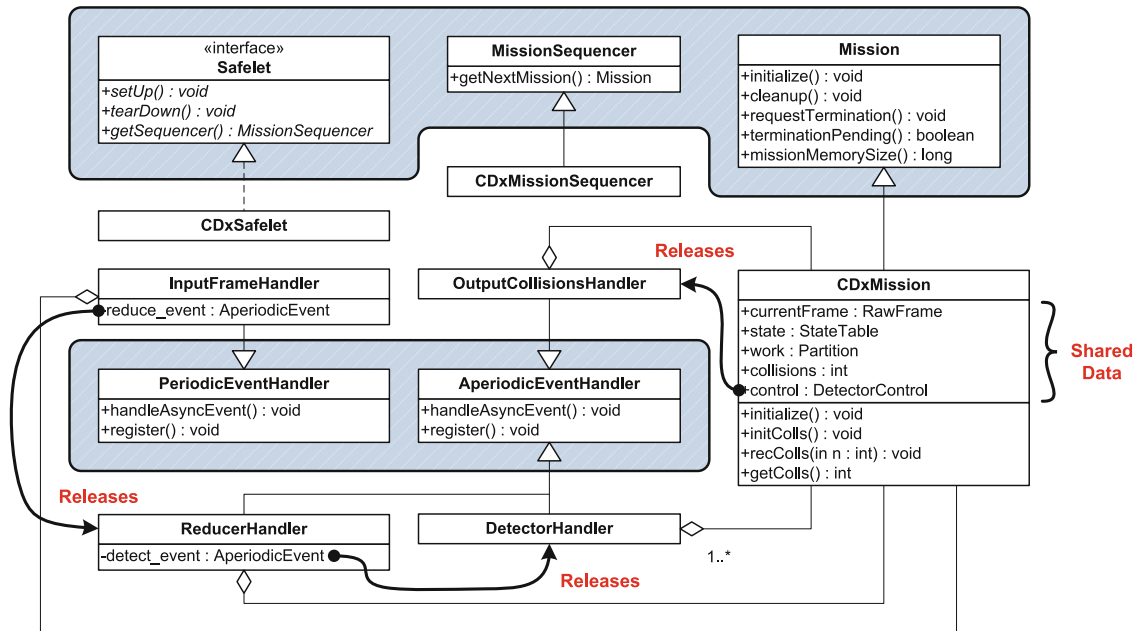 «interface»
Safelet
+setUp() : void
+tearDown() : void
+getSequencer() : MissionSequencer
MissionSequencer
+getNextMission() : Mission
Mission
+initialize() : void
+cleanup() : void
+requestTermination() : void
+terminationPending() : boolean
+missionMemorySize() : long
CDxMissionSequencer
CDxSafelet
Releases
InputFrameHandler
-reduce_event : AperiodicEvent
OutputCollisionsHandler
CDxMission
+currentFrame : RawFrame
+state : StateTable
+work : Partition
+collisions : int
+control : DetectorControl
+initialize() : void
+initColls() : void
+recColls(in n : int) : void
+getColls() : int
Shared
Data
PeriodicEventHandler
+handleAsyncEvent() : void
+register() : void
AperiodicEventHandler
+handleAsyncEvent() : void
+register() : void
Releases
ReducerHandler
-detect_event : AperiodicEvent
DetectorHandler
1..*
Releases